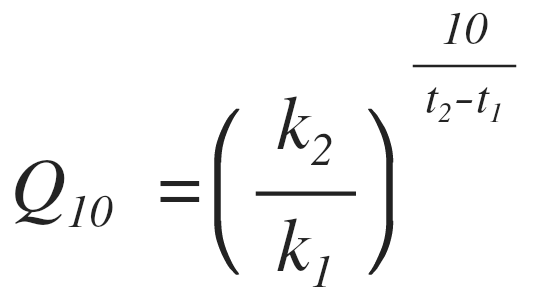 Q₁₀ = (k₂ / k₁)^(10 / (t₂-t₁))